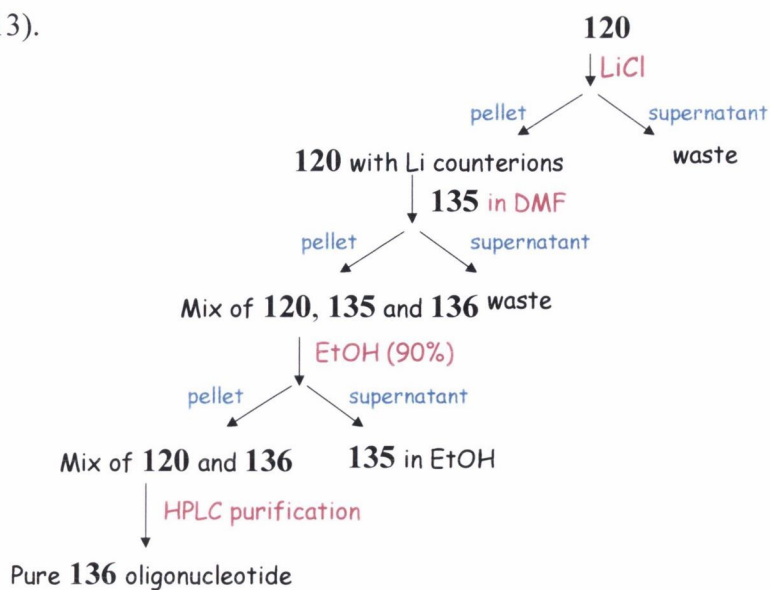 13).
120
LiCl
pellet
supernatant
120 with Li counterions
waste
135 in DMF
pellet
supernatant
Mix of 120, 135 and 136
waste
EtOH (90%)
pellet
supernatant
Mix of 120 and 136
135 in EtOH
HPLC purification
Pure 136 oligonucleotide